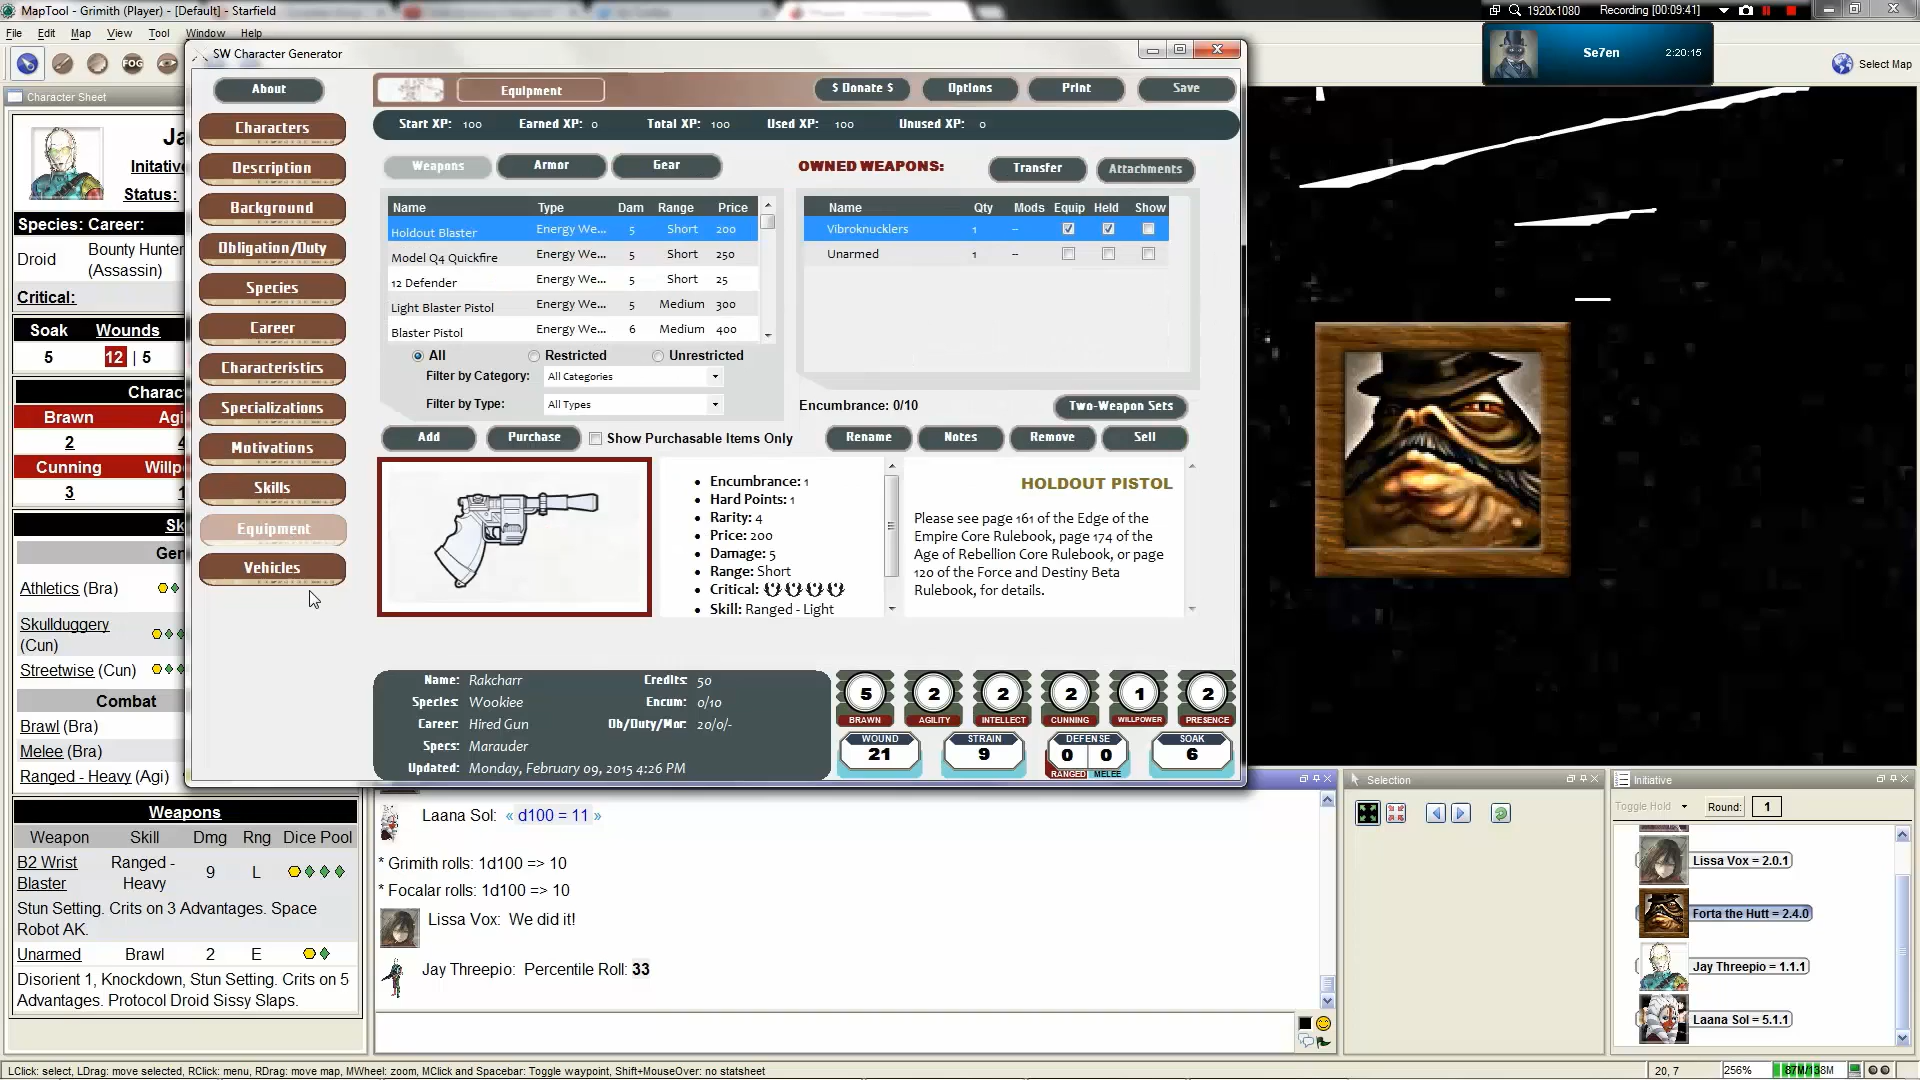 MapTool - Grimith (Player) - [Default] - Starfield
1920x1080 Recording [00:09:41]
File Edit Map View Tool Window Help
Se7en 2:20:15
FOG
Select Map
Character Sheet
Initative
Status:
Species: Career:
Droid Bounty Hunter (Assassin)
Critical:
Soak Wounds
5 12 | 5
Brawn
2
Cunning
3
Athletics (Bra)
Skullduggery (Cun)
Streetwise (Cun)
Combat
Brawl (Bra)
Melee (Bra)
Ranged - Heavy (Agi)
Weapons
Weapon Skill Dmg Rng Dice Pool
B2 Wrist Blaster Ranged - Heavy 9 L
Stun Setting. Crits on 3 Advantages. Space Robot AK.
Unarmed Brawl 2 E
Disorient 1, Knockdown, Stun Setting. Crits on 5 Advantages. Protocol Droid Sissy Slaps.
SW Character Generator
About
Characters
Description
Background
Obligation/Duty
Species
Career
Characteristics
Specializations
Motivations
Skills
Equipment
Vehicles
Equipment $ Donate $ Options Print Save
Start XP: 100 Earned XP: 0 Total XP: 100 Used XP: 100 Unused XP: 0
Weapons Armor Gear
Name Type Dam Range Price
Holdout Blaster Energy We... 5 Short 200
Model Q4 Quickfire Energy We... 5 Short 250
12 Defender Energy We... 5 Short 25
Light Blaster Pistol Energy We... 5 Medium 300
Blaster Pistol Energy We... 6 Medium 400
All Restricted Unrestricted
Filter by Category: All Categories
Filter by Type: All Types
Add Purchase Show Purchasable Items Only
OWNED WEAPONS: Transfer Attachments
Name Qty Mods Equip Held Show
Vibroknucklers 1 --
Unarmed 1 --
Encumbrance: 0/10 Two-Weapon Sets
Rename Notes Remove Sell
Encumbrance: 1
Hard Points: 1
Rarity: 4
Price: 200
Damage: 5
Range: Short
Critical:
Skill: Ranged - Light
HOLDOUT PISTOL
Please see page 161 of the Edge of the
Empire Core Rulebook, page 174 of the
Age of Rebellion Core Rulebook, or page
120 of the Force and Destiny Beta
Rulebook, for details.
Name: Rakcharr Credits: 50
Species: Wookiee Encum: 0/10
Career: Hired Gun Ob/Duty/Mor: 20/0/-
Specs: Marauder
Updated: Monday, February 09, 2015 4:26 PM
5 2 2 2 1 2
BRAWN AGILITY INTELLECT CUNNING WILLPOWER PRESENCE
WOUND STRAIN DEFENSE SOAK
21 9 0 0 6
RANGED MELEE
Laana Sol: « d100 = 11 »
* Grimith rolls: 1d100 => 10
* Focalar rolls: 1d100 => 10
Lissa Vox: We did it!
Jay Threepio: Percentile Roll: 33
Selection
Initiative
Toggle Hold Round: 1
Lissa Vox = 2.0.1
Forta the Hutt = 2.4.0
Jay Threepio = 1.1.1
Laana Sol = 5.1.1
LClick: select, LDrag: move selected, RClick: menu, RDrag: move map, MWheel: zoom, MClick and Spacebar: Toggle waypoint, Shift+MouseOver: no statsheet
20, 7 256% 87M/138M